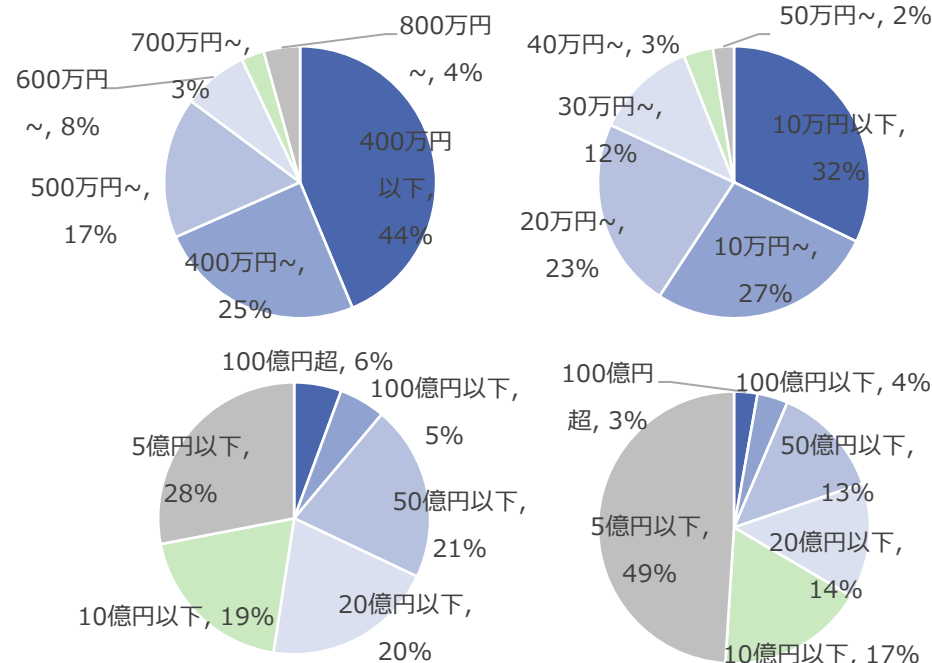 800万円
~, 4%
700万円~,
3%
600万円
~, 8%
500万円~,
17%
400万円~,
25%
400万円
以下,
44%
50万円~, 2%
40万円~, 3%
30万円~,
12%
20万円~,
23%
10万円~,
27%
10万円以下,
32%
100億円超, 6%
100億円以下,
5%
50億円以下,
21%
20億円以下,
20%
10億円以下, 19%
5億円以下,
28%
100億円
超, 3%
100億円以下, 4%
50億円以下,
13%
20億円以下,
14%
10億円以下, 17%
5億円以下,
49%